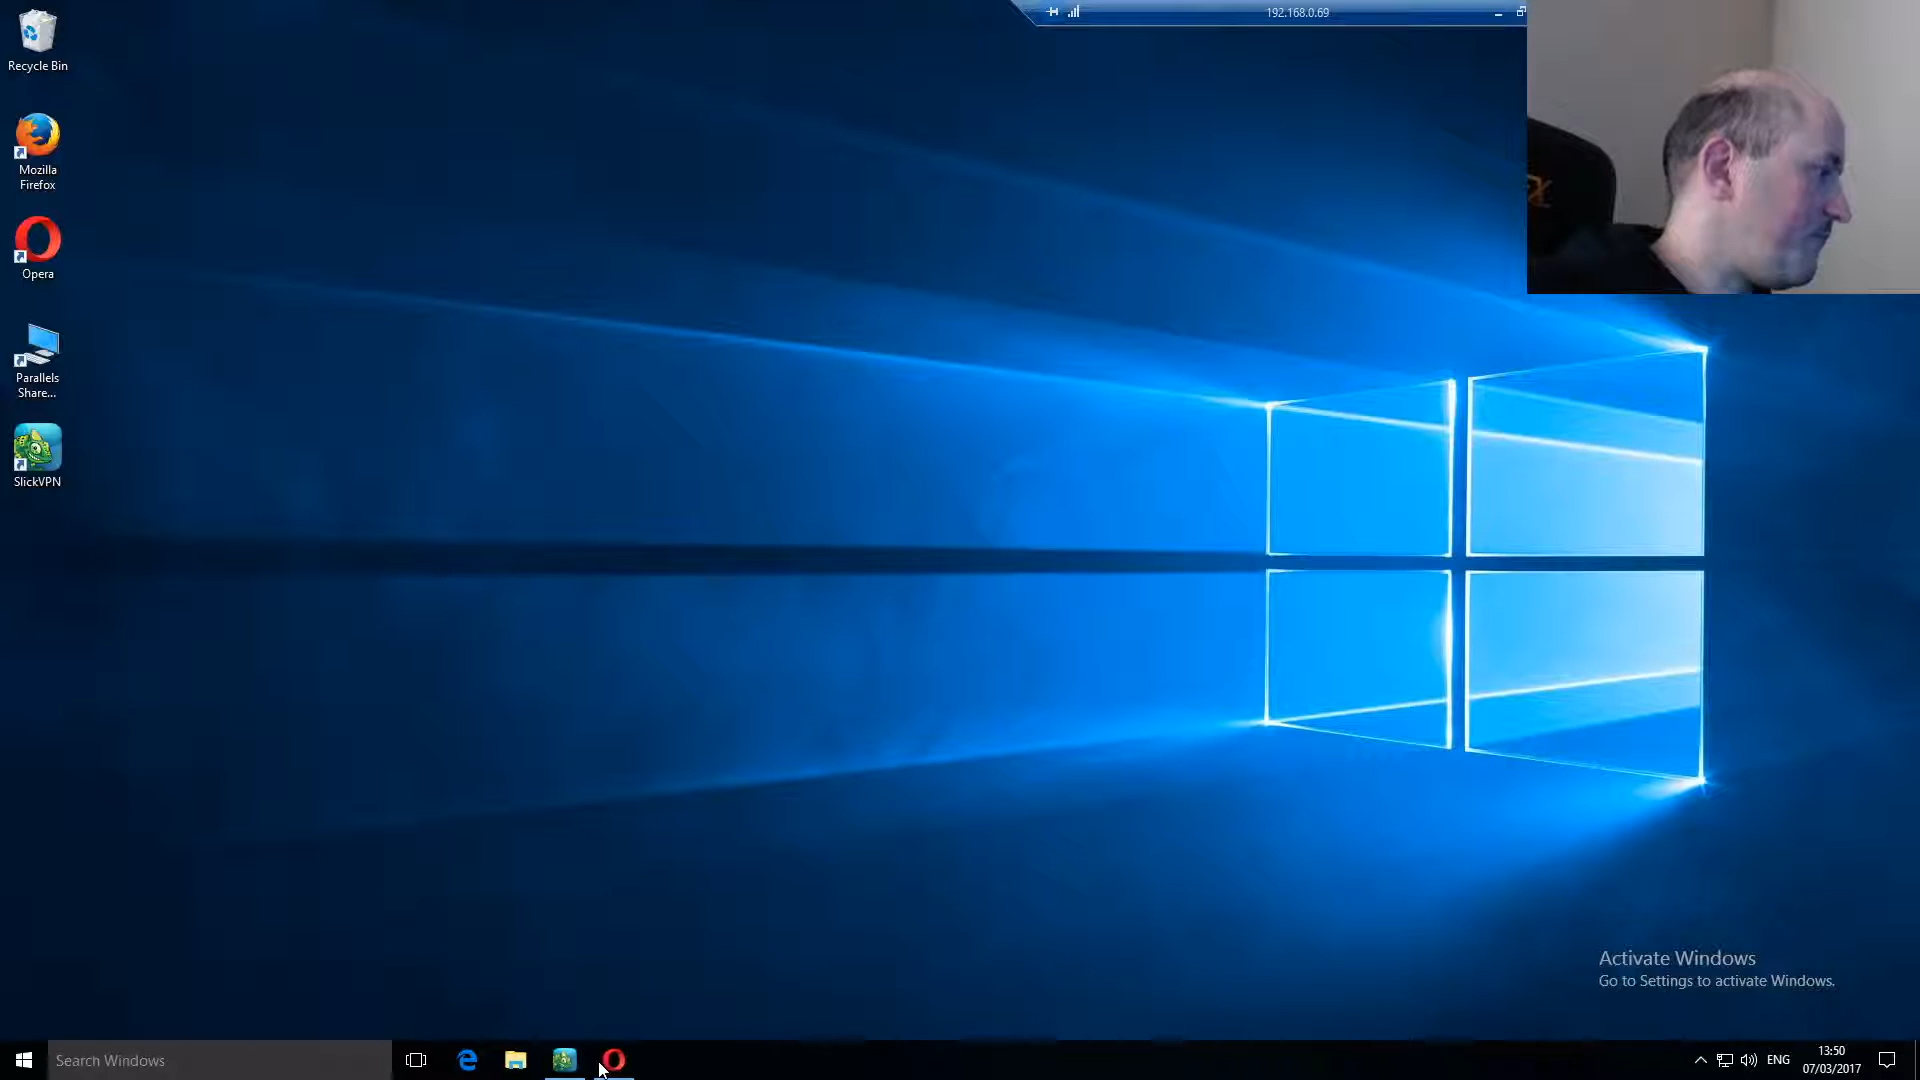 192.168.0.69
Recycle Bin
Mozilla
Firefox
Opera
Parallels
Share...
SlickVPN
Activate Windows
Go to Settings to activate Windows.
Search Windows
ENG
13:50
07/03/2017